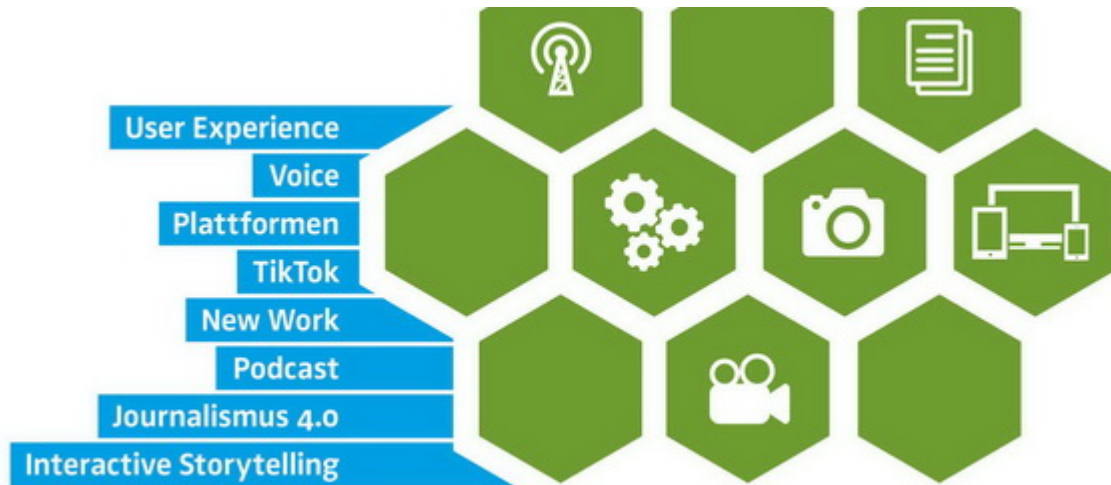 User Experience
Voice
Plattformen
TikTok
New Work
Podcast
Journalismus 4.0
Interactive Storytelling